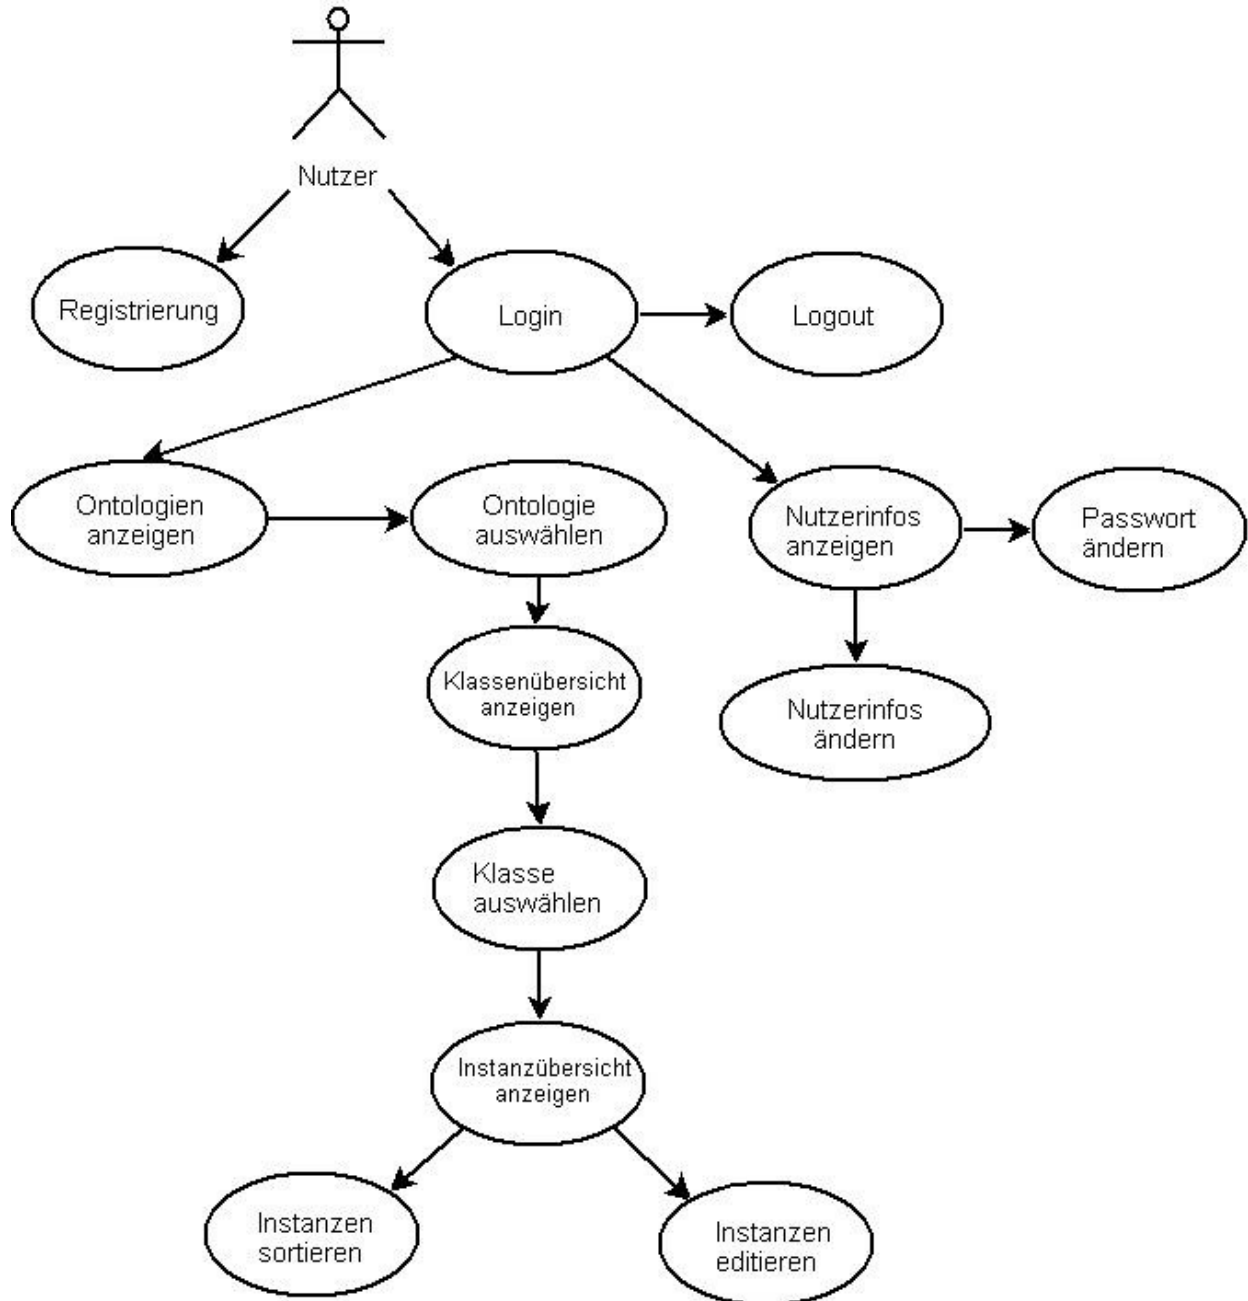 Nutzer
Registrierung
Login
Logout
Ontologien
anzeigen
Ontologie
auswählen
Nutzerinfos
anzeigen
Passwort
ändern
Klassenübersicht
anzeigen
Nutzerinfos
ändern
Klasse
auswählen
Instanzübersicht
anzeigen
Instanzen
sortieren
Instanzen
editieren